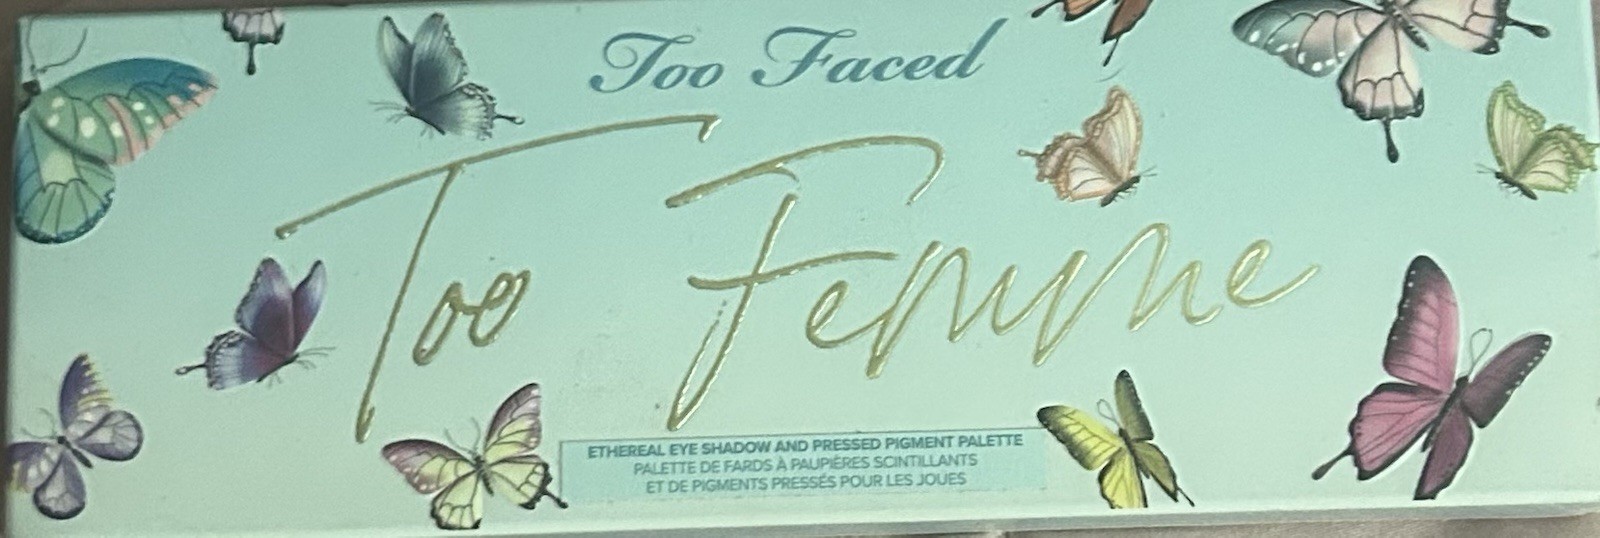 Too Faced
Too Femme
ETHEREAL EYE SHADOW AND PRESSED PIGMENT PALETTE
PALETTE DE FARDS À PAUPIÈRES SCINTILLANTS
ET DE PIGMENTS PRESSÉS POUR LES JOUES